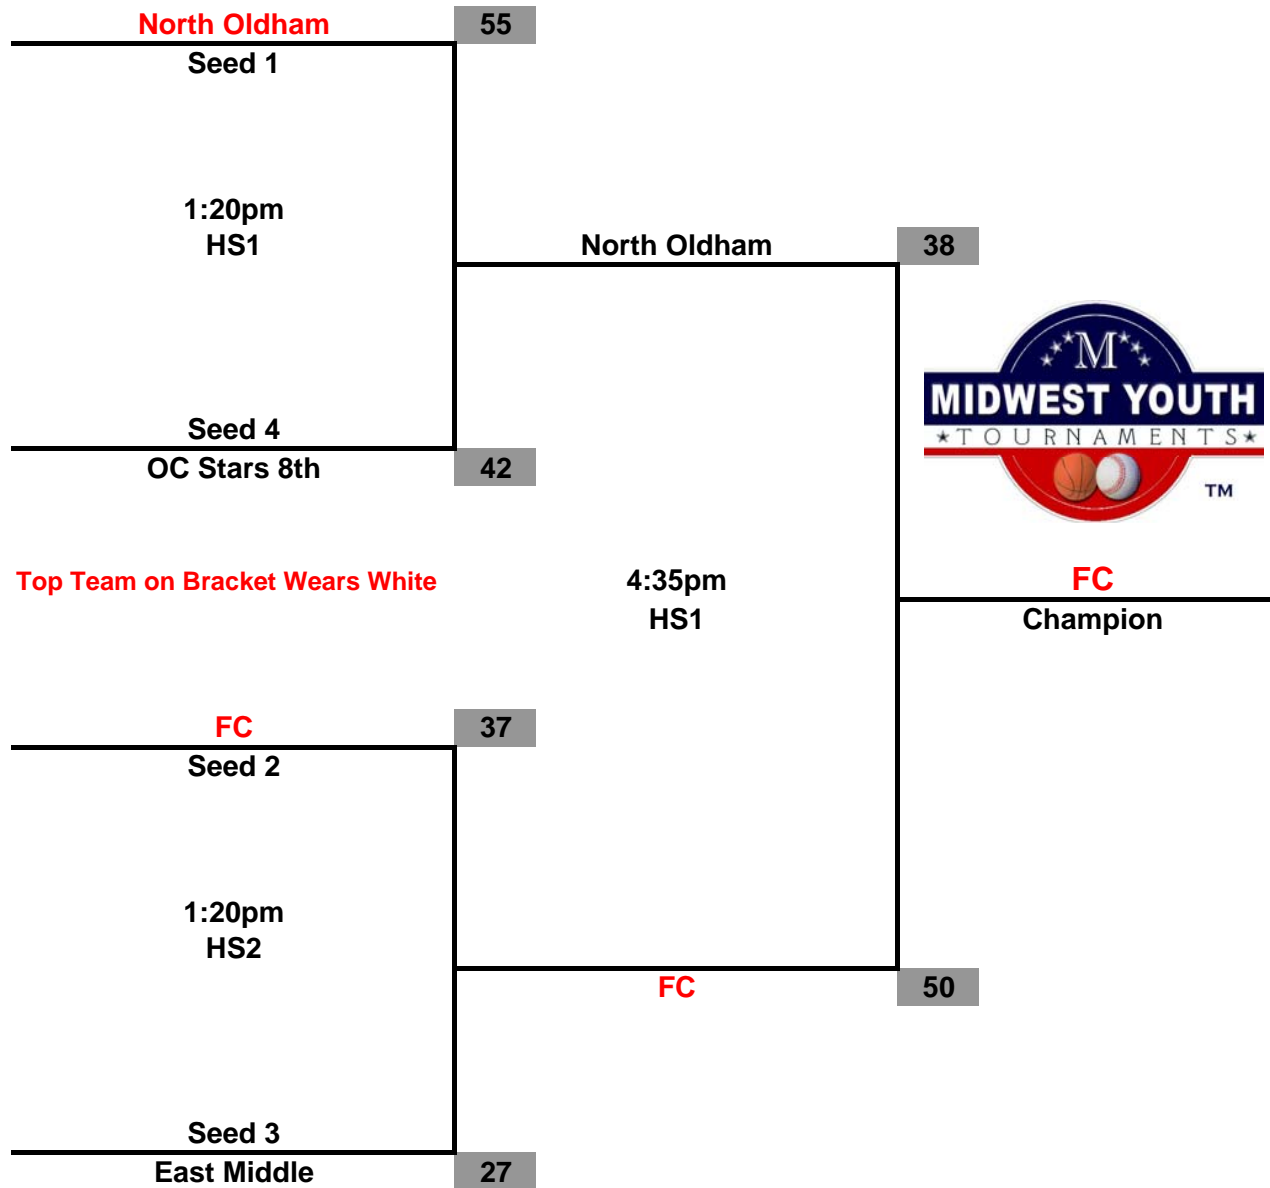 North Oldham 55
Seed 1
1:20pm
HS1
North Oldham 38
M
MIDWEST YOUTH
TOURNAMENTS
TM
Seed 4
OC Stars 8th 42
Top Team on Bracket Wears White
4:35pm
HS1
FC
Champion
FC 37
Seed 2
1:20pm
HS2
FC 50
Seed 3
East Middle 27